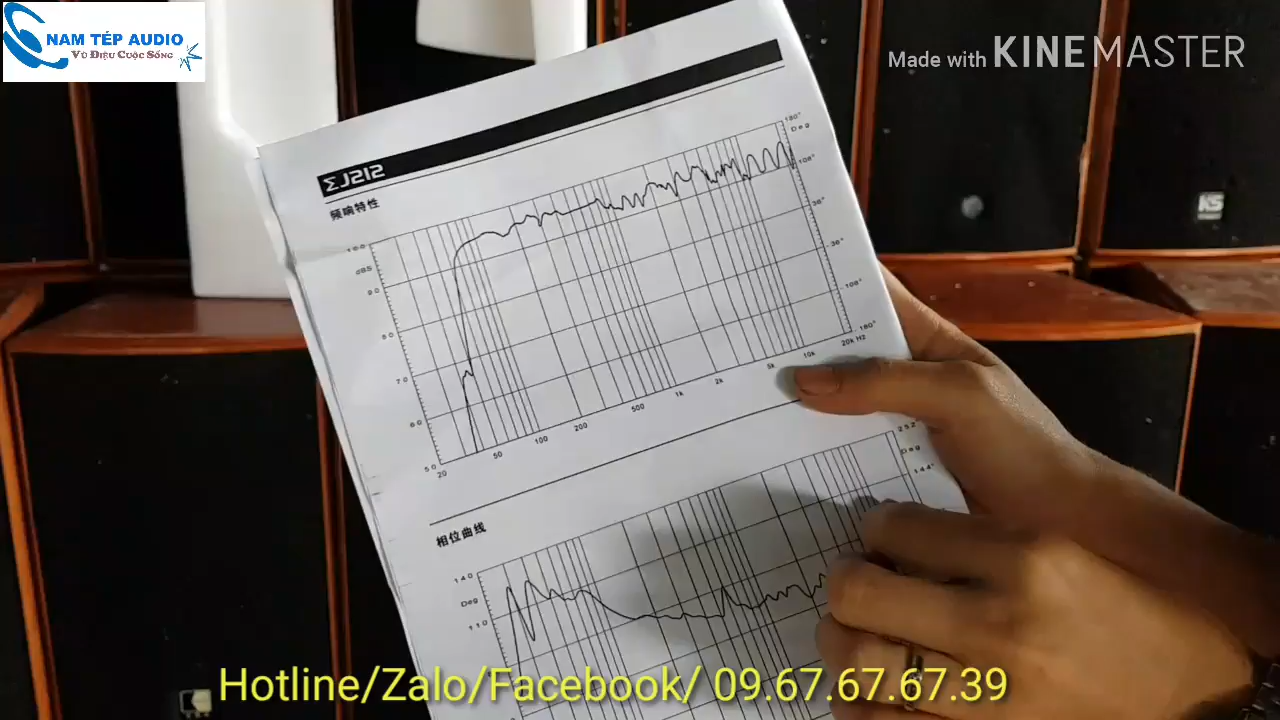 NAM TÉP AUDIO
Vũ Điệu Cuộc Sống
Made with KINEMASTER
ΣJ212
频响特性
180°
Deg
108°
36°
-36°
-108°
-180°
100
dBS
90
80
70
60
50
20
50
100
200
500
1k
2k
5k
10k
20k Hz
相位曲线
252°
Deg
144°
140
Deg
110
KS
Hotline/Zalo/Facebook/ 09.67.67.67.39